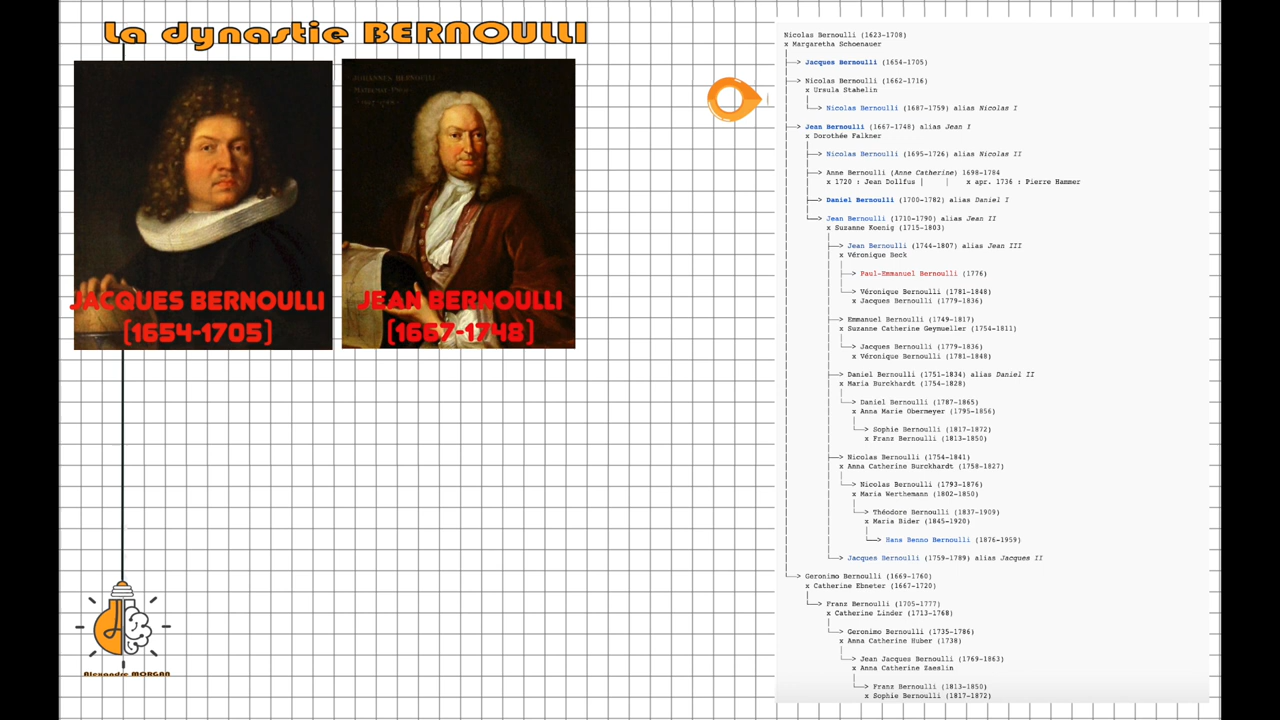 La dynastie BERNOULLI
JOHANNES BERNOULLI
JACQUES BERNOULLI
(1654-1705)
JEAN BERNOULLI
(1667-1748)
Alexandre MORGAN
Nicolas Bernoulli (1623-1708)
x Margaretha Schoenauer
Jacques Bernoulli (1654-1705)
Nicolas Bernoulli (1662-1716)
x Ursula Stahelin
Nicolas Bernoulli (1687-1759) alias Nicolas I
Jean Bernoulli (1667-1748) alias Jean I
x Dorothée Falkner
Nicolas Bernoulli (1695-1726) alias Nicolas II
Anne Bernoulli (Anne Catherine) 1698-1784
x 1720 : Jean Dollfus | | x apr. 1736 : Pierre Hammer
Daniel Bernoulli (1700-1782) alias Daniel I
Jean Bernoulli (1710-1790) alias Jean II
x Suzanne Koenig (1715-1803)
Jean Bernoulli (1744-1807) alias Jean III
x Véronique Beck
Paul-Emmanuel Bernoulli (1776)
Véronique Bernoulli (1781-1848)
x Jacques Bernoulli (1779-1836)
Emmanuel Bernoulli (1749-1817)
x Suzanne Catherine Geymueller (1754-1811)
Jacques Bernoulli (1779-1836)
x Véronique Bernoulli (1781-1848)
Daniel Bernoulli (1751-1834) alias Daniel II
x Maria Burckhardt (1754-1828)
Daniel Bernoulli (1787-1865)
x Anna Marie Obermeyer (1795-1856)
Sophie Bernoulli (1817-1872)
x Franz Bernoulli (1813-1850)
Nicolas Bernoulli (1754-1841)
x Anna Catherine Burckhardt (1758-1827)
Nicolas Bernoulli (1793-1876)
x Maria Werthemann (1802-1850)
Théodore Bernoulli (1837-1909)
x Maria Bider (1845-1920)
Hans Benno Bernoulli (1876-1959)
Jacques Bernoulli (1759-1789) alias Jacques II
Geronimo Bernoulli (1669-1760)
x Catherine Ebneter (1667-1720)
Franz Bernoulli (1705-1777)
x Catherine Linder (1713-1768)
Geronimo Bernoulli (1735-1786)
x Anna Catherine Huber (1738)
Jean Jacques Bernoulli (1769-1863)
x Anna Catherine Zaeslin
Franz Bernoulli (1813-1850)
x Sophie Bernoulli (1817-1872)